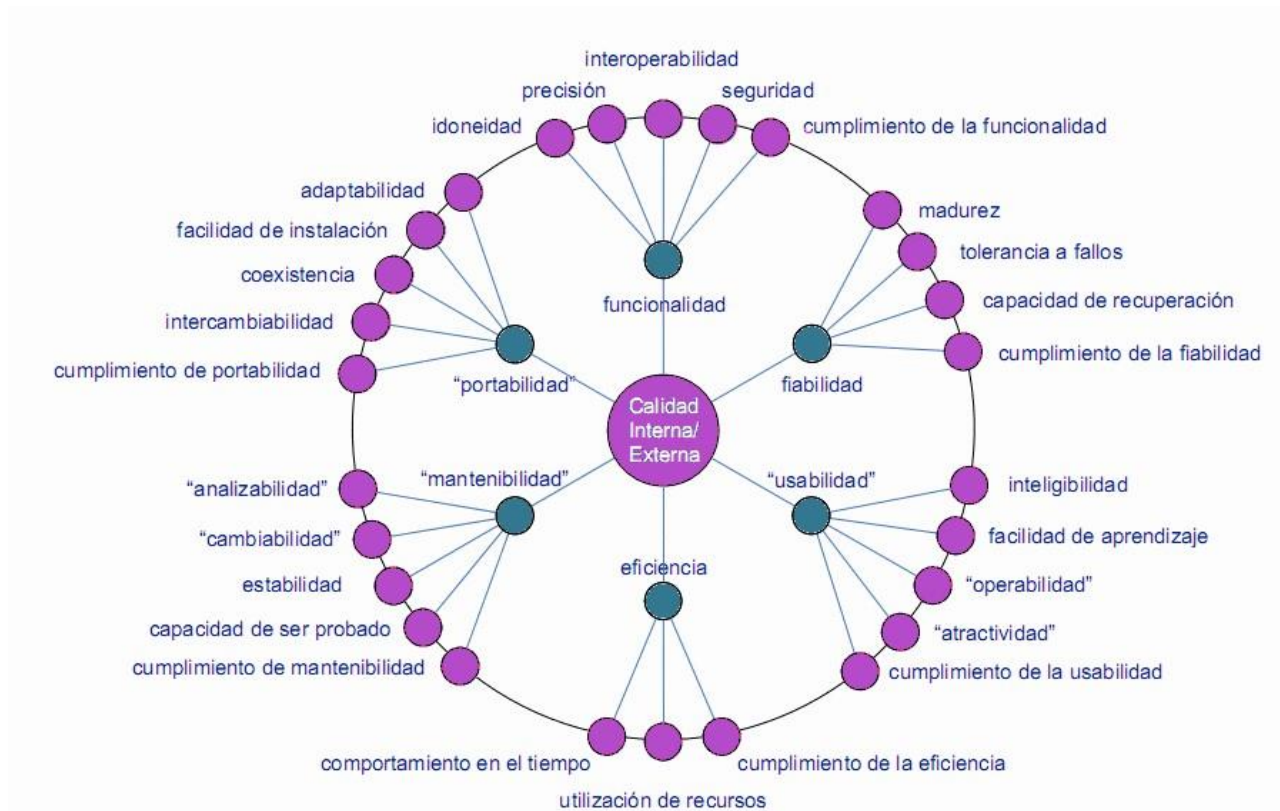 interoperabilidad
precisión
seguridad
idoneidad
cumplimiento de la funcionalidad
adaptabilidad
madurez
facilidad de instalación
tolerancia a fallos
coexistencia
capacidad de recuperación
funcionalidad
intercambiabilidad
cumplimiento de la fiabilidad
cumplimiento de portabilidad
“portabilidad”
fiabilidad
Calidad
Interna/
Externa
“mantenibilidad”
“usabilidad”
“analizabilidad”
inteligibilidad
“cambiabilidad”
facilidad de aprendizaje
eficiencia
estabilidad
“operabilidad”
capacidad de ser probado
“atractividad”
cumplimiento de mantenibilidad
cumplimiento de la usabilidad
comportamiento en el tiempo
cumplimiento de la eficiencia
utilización de recursos